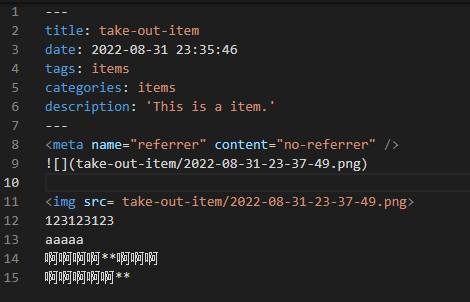 1 ---
2 title: take-out-item
3 date: 2022-08-31 23:35:46
4 tags: items
5 categories: items
6 description: 'This is a item.'
7 ---
8 <meta name="referrer" content="no-referrer" />
9 ![](take-out-item/2022-08-31-23-37-49.png)
10
11 <img src= take-out-item/2022-08-31-23-37-49.png>
12 123123123
13 aaaaa
14 啊啊啊啊**啊啊啊
15 啊啊啊啊啊**